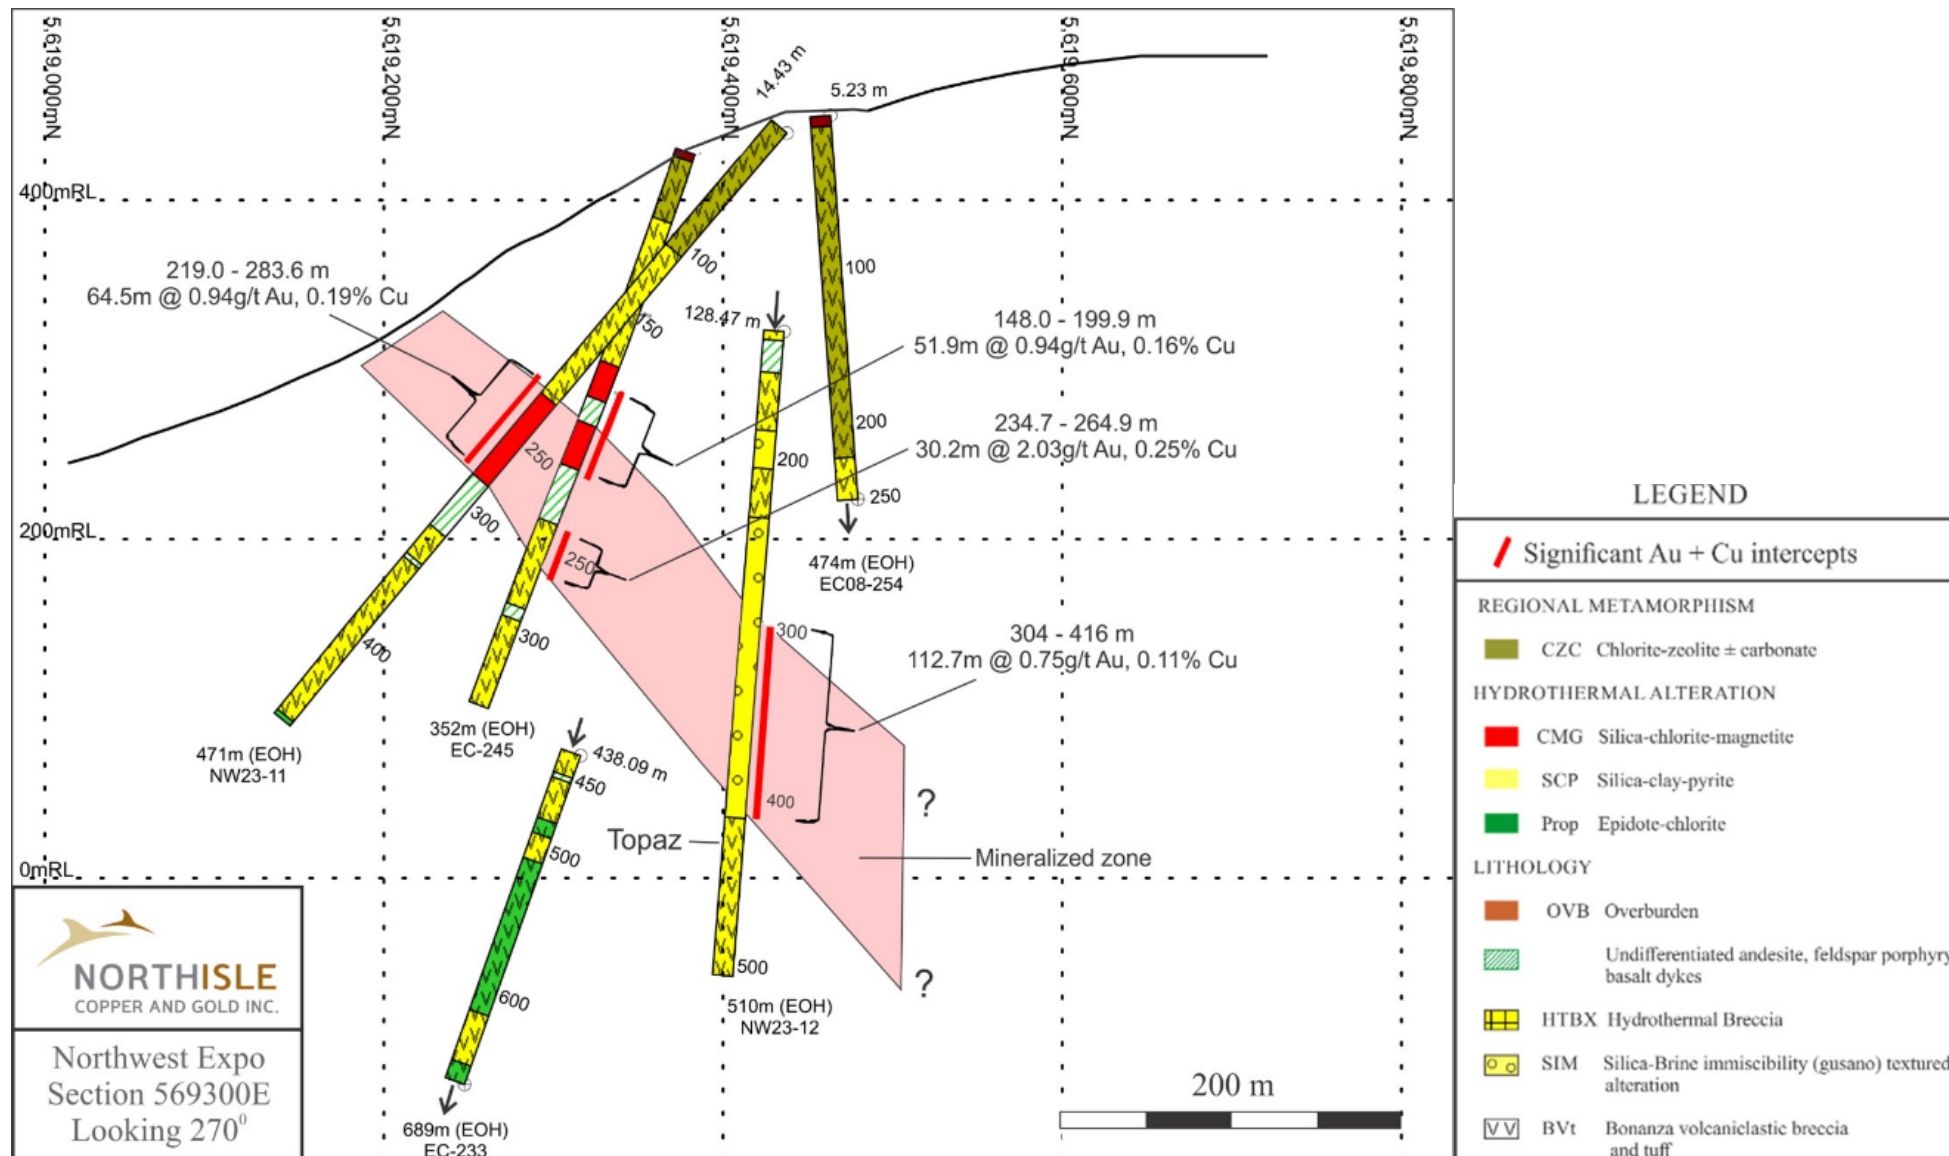 5,619,000mN
5,619,200mN
5,619,400mN
5,619,600mN
5,619,800mN
14.43 m
5.23 m
400mRL
219.0 - 283.6 m
64.5m @ 0.94g/t Au, 0.19% Cu
100
150
128.47 m
100
148.0 - 199.9 m
51.9m @ 0.94g/t Au, 0.16% Cu
234.7 - 264.9 m
30.2m @ 2.03g/t Au, 0.25% Cu
250
200
200
250
300
200mRL
250
474m (EOH)
EC08-254
300
300
400
304 - 416 m
112.7m @ 0.75g/t Au, 0.11% Cu
352m (EOH)
EC-245
471m (EOH)
NW23-11
438.09 m
450
400
?
Topaz
500
Mineralized zone
0mRL
500
?
600
510m (EOH)
NW23-12
689m (EOH)
EC-233
200 m
NORTHISLE
COPPER AND GOLD INC.
Northwest Expo
Section 569300E
Looking 270⁰
LEGEND
Significant Au + Cu intercepts
REGIONAL METAMORPHISM
CZC Chlorite-zeolite ± carbonate
HYDROTHERMAL ALTERATION
CMG Silica-chlorite-magnetite
SCP Silica-clay-pyrite
Prop Epidote-chlorite
LITHOLOGY
OVB Overburden
Undifferentiated andesite, feldspar porphyry
basalt dykes
HTBX Hydrothermal Breccia
SIM Silica-Brine immiscibility (gusano) textured
alteration
BVt Bonanza volcaniclastic breccia
and tuff